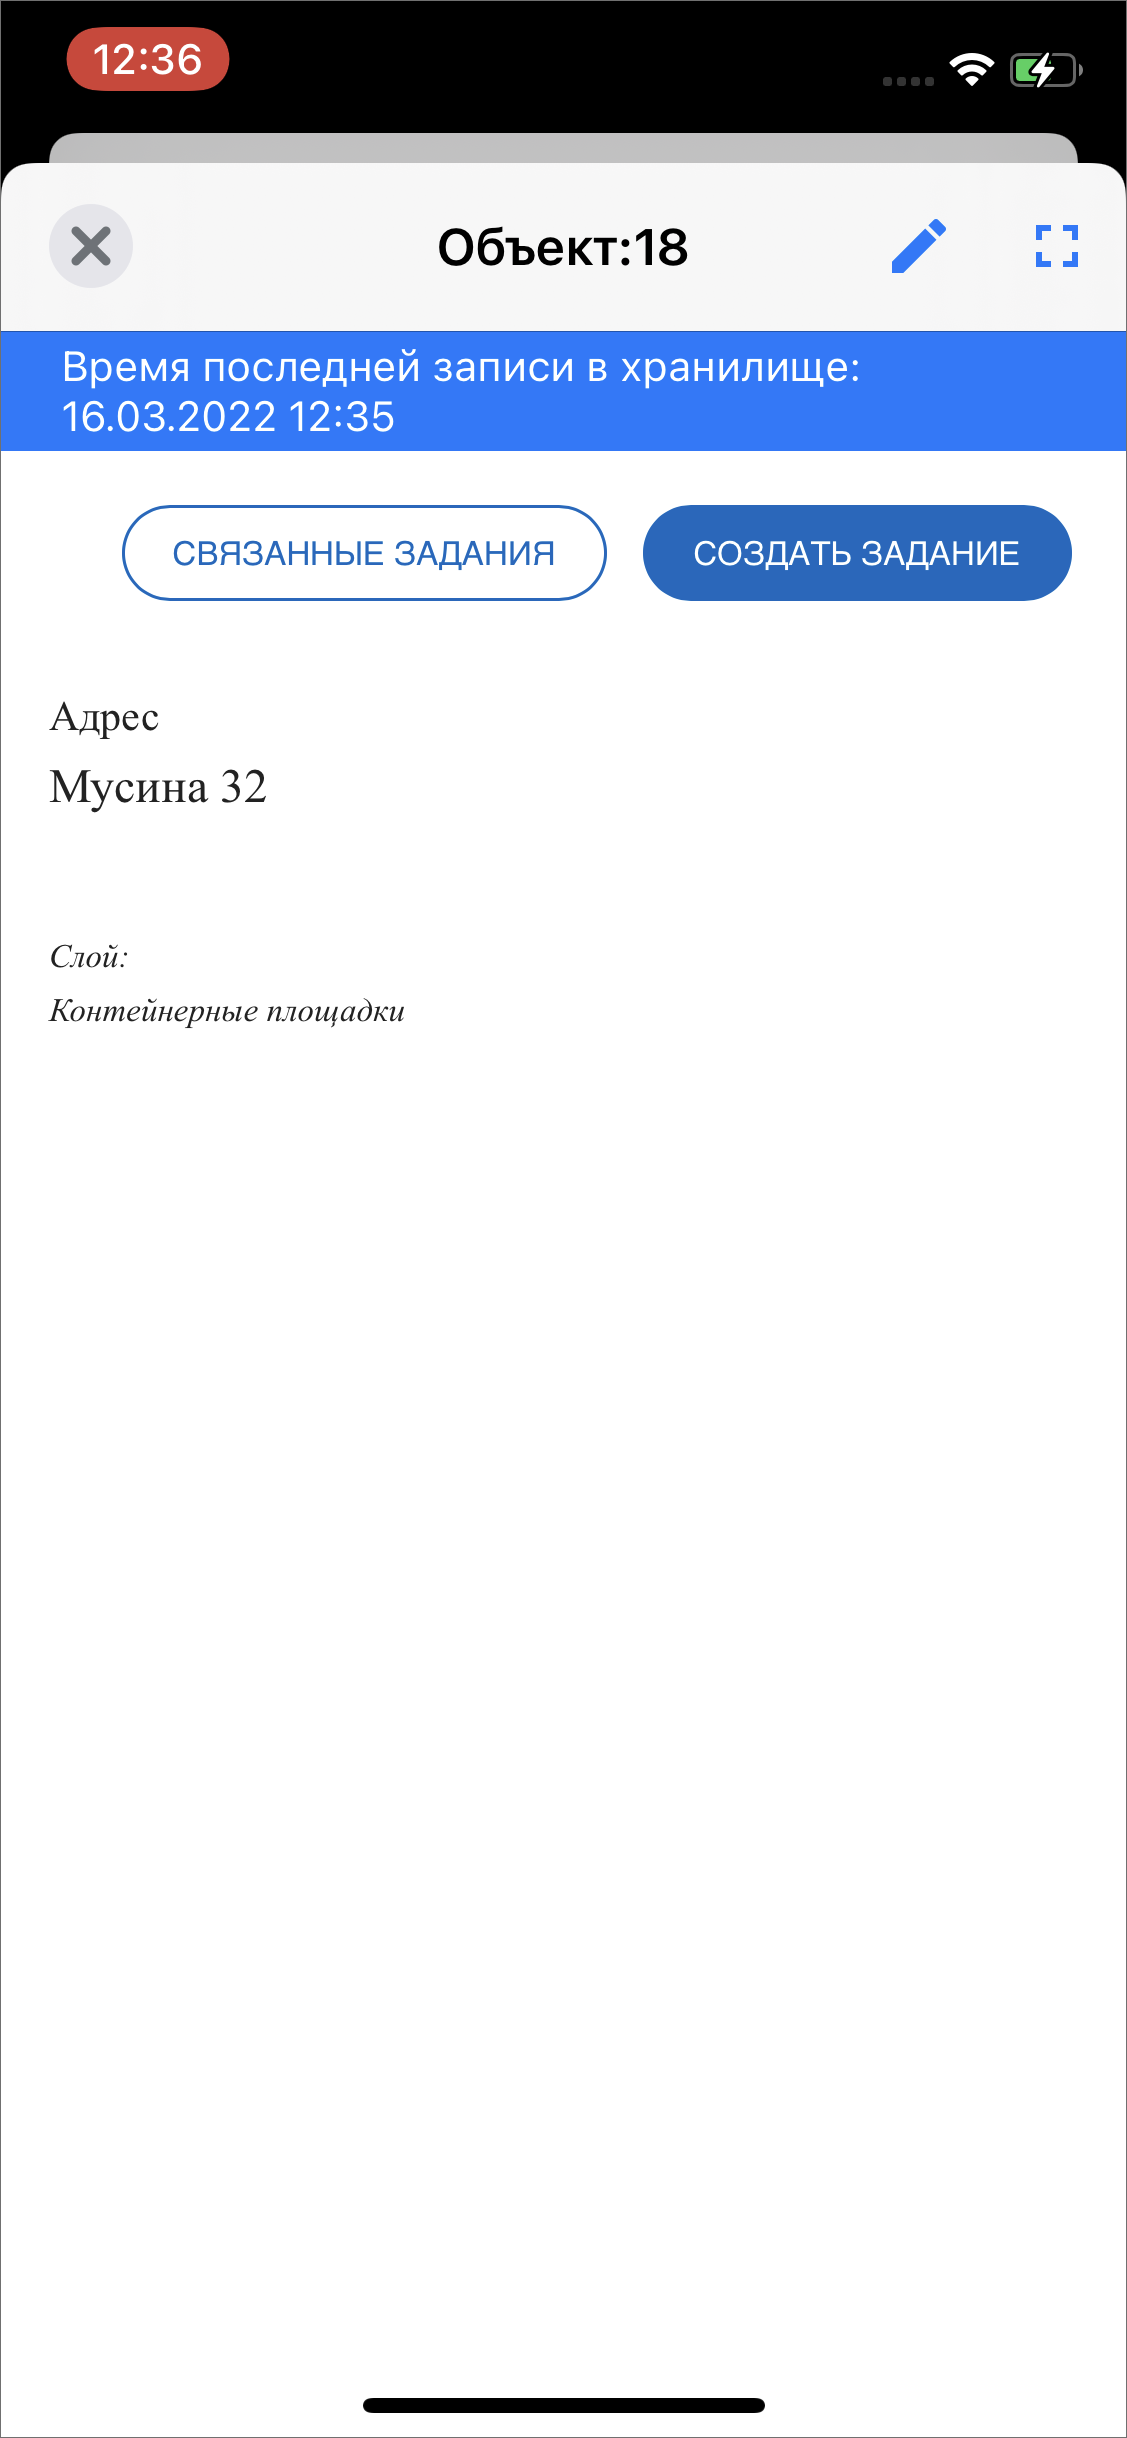 12:36
Объект:18
Время последней записи в хранилище:
16.03.2022 12:35
СВЯЗАННЫЕ ЗАДАНИЯ
СОЗДАТЬ ЗАДАНИЕ
Адрес
Мусина 32
Слой:
Контейнерные площадки